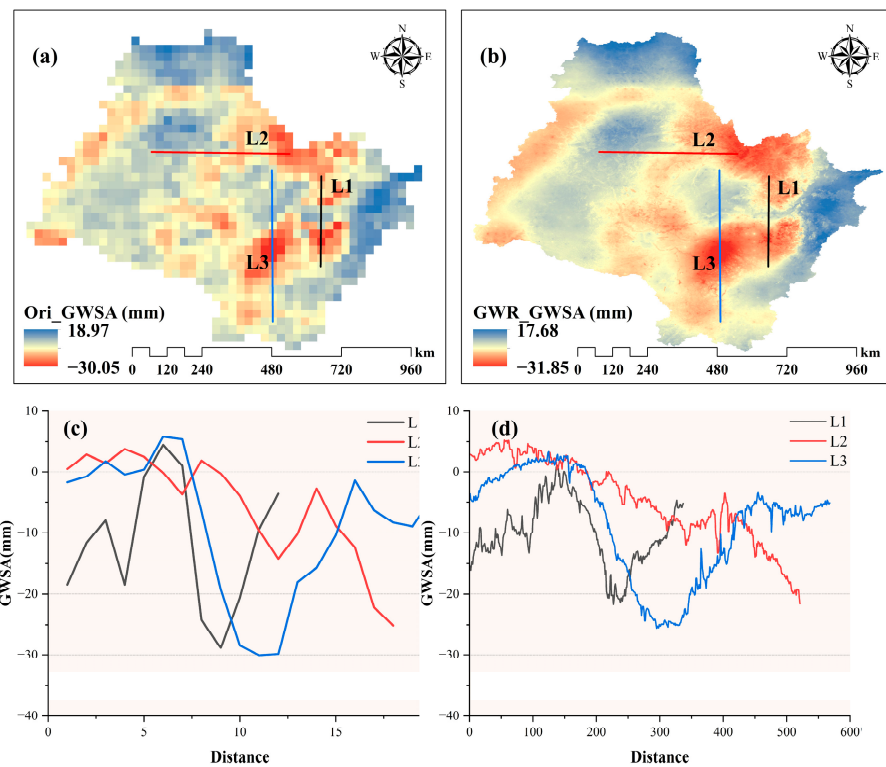 (a)
N
W
E
S
L2
L1
L3
Ori_GWSA (mm)
18.97
−30.05
km
0 120 240 480 720 960
(b)
N
W
E
S
L2
L1
L3
GWR_GWSA (mm)
17.68
−31.85
km
0 120 240 480 720 960
(c)
L
L
L
10
0
−10
−20
−30
−40
GWSA(mm)
0 5 10 15
Distance
(d)
L1
L2
L3
10
0
−10
−20
−30
−40
GWSA(mm)
0 100 200 300 400 500 600
Distance